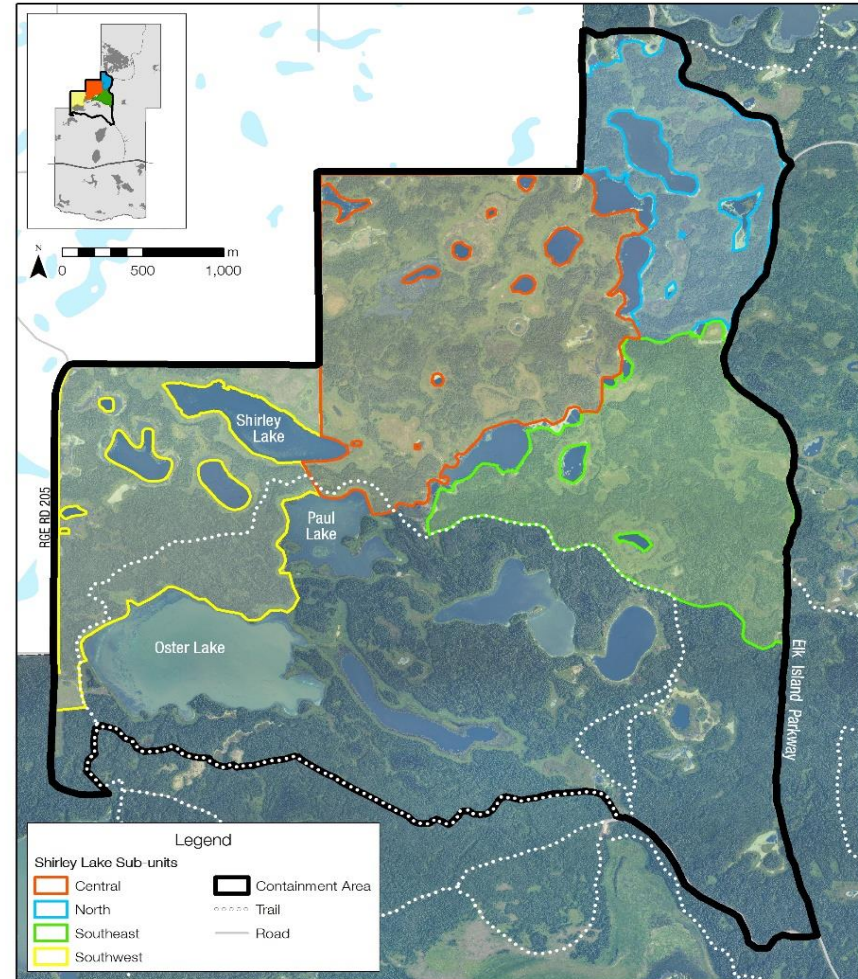 N
m
0 500 1,000
Shirley
Lake
Paul
Lake
Oster Lake
RGE RD 205
Elk Island Parkway
Legend
Shirley Lake Sub-units
Central
North
Southeast
Southwest
Containment Area
Trail
Road